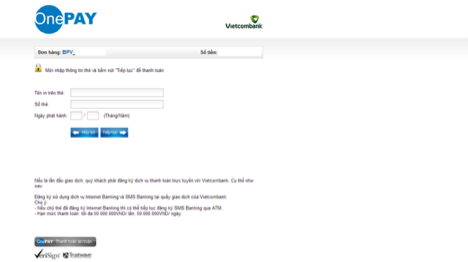 OnePAY
Vietcombank
Đơn hàng: BPV_ Số tiền:
Mời nhập thông tin thẻ và bấm nút "Tiếp tục" để thanh toán
Tên in trên thẻ:
Số thẻ
Ngày phát hành: / (Tháng/Năm)
Nếu là lần đầu giao dịch, quý khách phải đăng ký dịch vụ thanh toán trực tuyến với Vietcombank. Cụ thể như
sau:
Đăng ký sử dụng dịch vụ Internet Banking và SMS Banking tại quầy giao dịch của Vietcombank.
Chú ý:
- Nếu chủ thẻ đã đăng ký Internet Banking thì có thể tiếp tục đăng ký SMS Banking qua ATM.
- Hạn mức thanh toán: tối đa 50.000.000VND/ lần, 50.000.000VND/ ngày.
OnePAY Thanh toán an toàn
VeriSign Trustwave